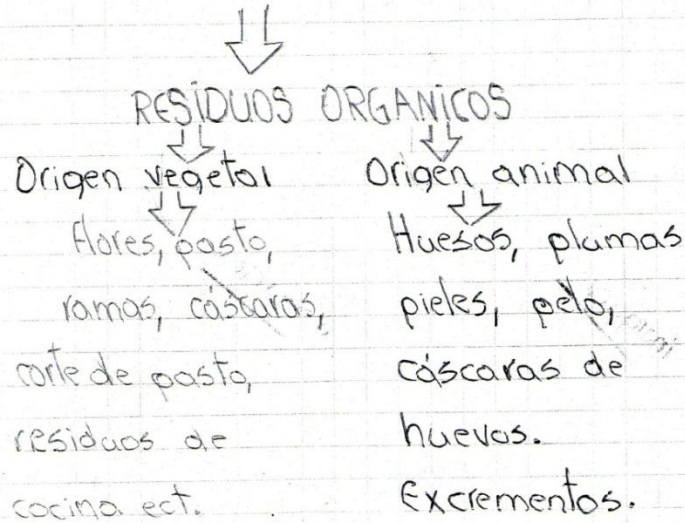 RESIDUOS ORGANICOS
Origen vegetal
flores, pasto,
ramas, cáscaras,
corte de pasto,
residuos de
cocina. ect.
Origen animal
Huesos, plumas
pieles, pelo,
cáscaras de
huevos.
Excrementos.